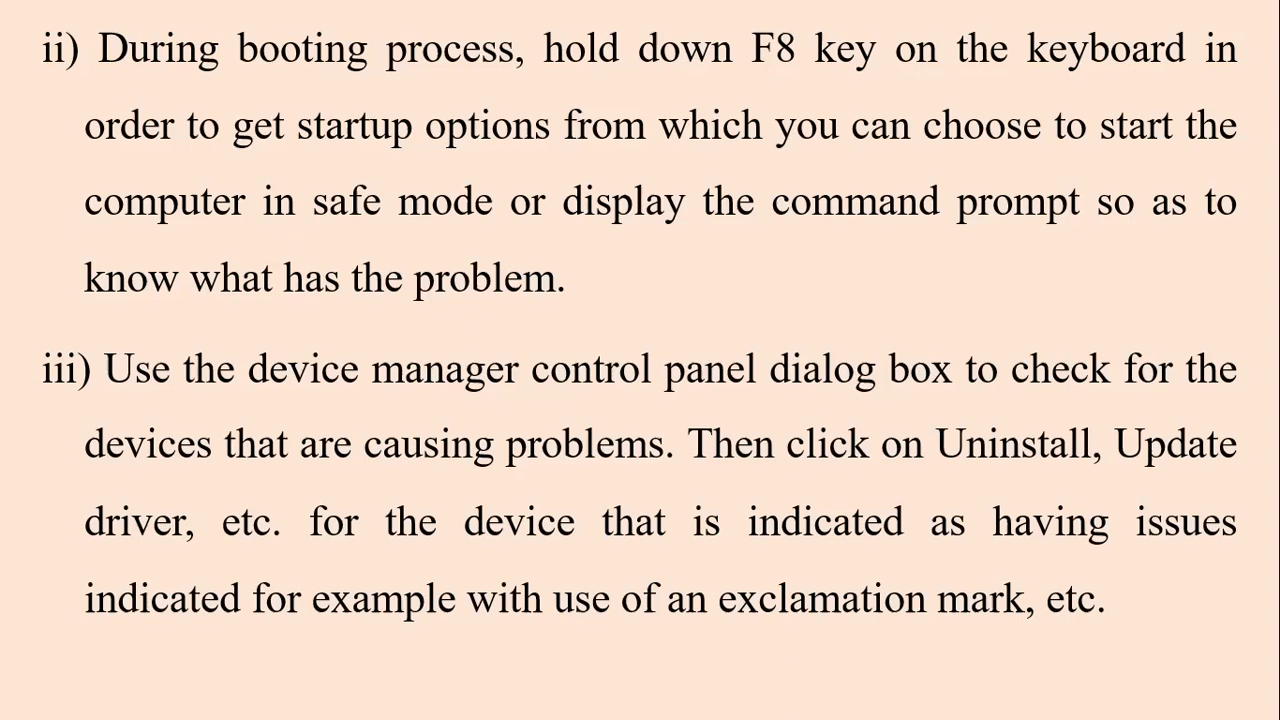 ii) During booting process, hold down F8 key on the keyboard in
order to get startup options from which you can choose to start the
computer in safe mode or display the command prompt so as to
know what has the problem.
iii) Use the device manager control panel dialog box to check for the
devices that are causing problems. Then click on Uninstall, Update
driver, etc. for the device that is indicated as having issues
indicated for example with use of an exclamation mark, etc.